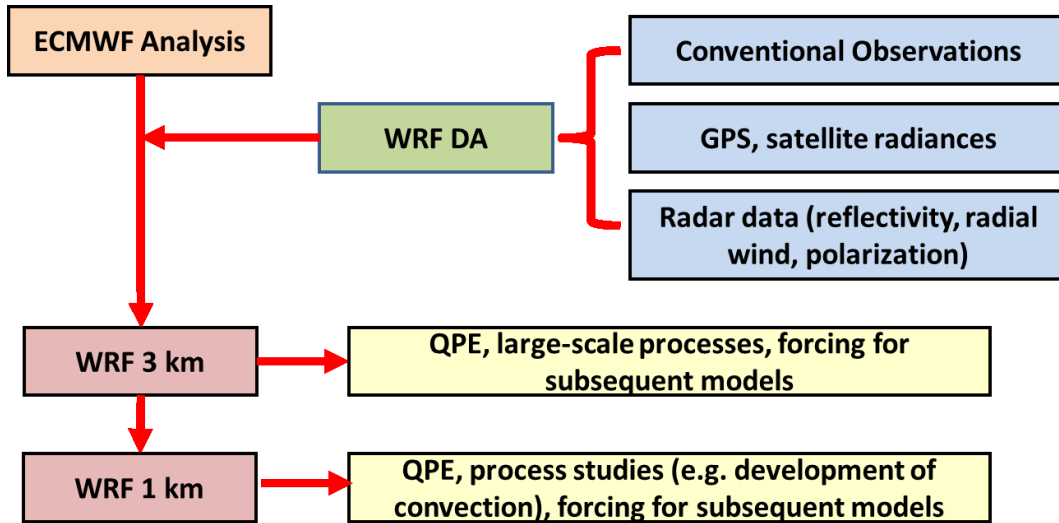 ECMWF Analysis
Conventional Observations
WRF DA
GPS, satellite radiances
Radar data (reflectivity, radial
wind, polarization)
WRF 3 km
QPE, large-scale processes, forcing for
subsequent models
WRF 1 km
QPE, process studies (e.g. development of
convection), forcing for subsequent models